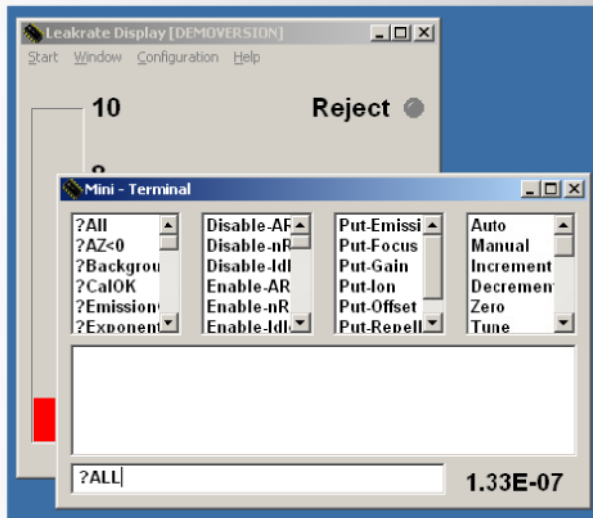 Leakrate Display [DEMOVERSION]
Start Window Configuration Help
10
Reject
Mini - Terminal
?All
?AZ<0
?Backgrou
?CalOK
?Emission
?Exponent
Disable-AR
Disable-nR
Disable-Idl
Enable-AR
Enable-nR
Enable-Idl
Put-Emissi
Put-Focus
Put-Gain
Put-Ion
Put-Offset
Put-Repell
Auto
Manual
Increment
Decremen
Zero
Tune
?ALL
1.33E-07